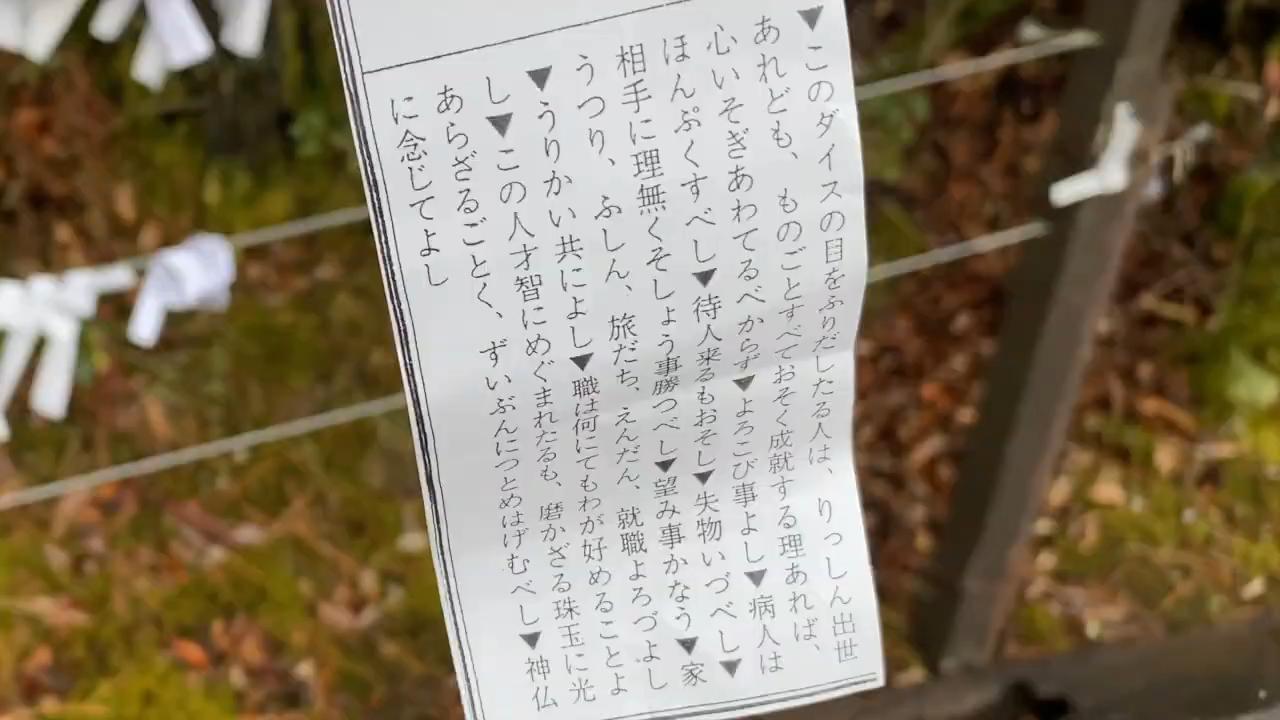 ▼このダイスの目をふりだしたる人は、りっしん出世
あれども、ものごとすべておそく成就する理あれば、
心いそぎあわてるべからず▼よろこび事よし▼病人は
ほんぷくすべし▼待人来るもおそし▼失物いづべし▼
相手に理無くそしょう事勝つべし▼望み事かなう▼家
うつり、ふしん、旅だち、えんだん、就職よろづよし
▼うりかい共によし▼職は何にてもわが好めることよ
し▼この人才智にめぐまれたるも、磨かざる珠玉に光
あらざるごとく、ずいぶんにつとめはげむべし▼神仏
に念じてよし